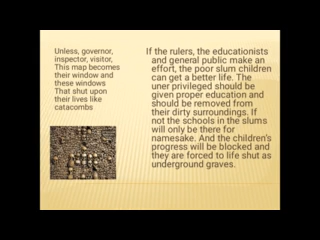 Unless, governor,
inspector, visitor,
This map becomes
their window and
these windows
That shut upon
their lives like
catacombs
If the rulers, the educationists
and general public make an
effort, the poor slum children
can get a better life. The
uner privileged should be
given proper education and
should be removed from
their dirty surroundings. If
not the schools in the slums
will only be there for
namesake. And the children's
progress will be blocked and
they are forced to life shut as
underground graves.